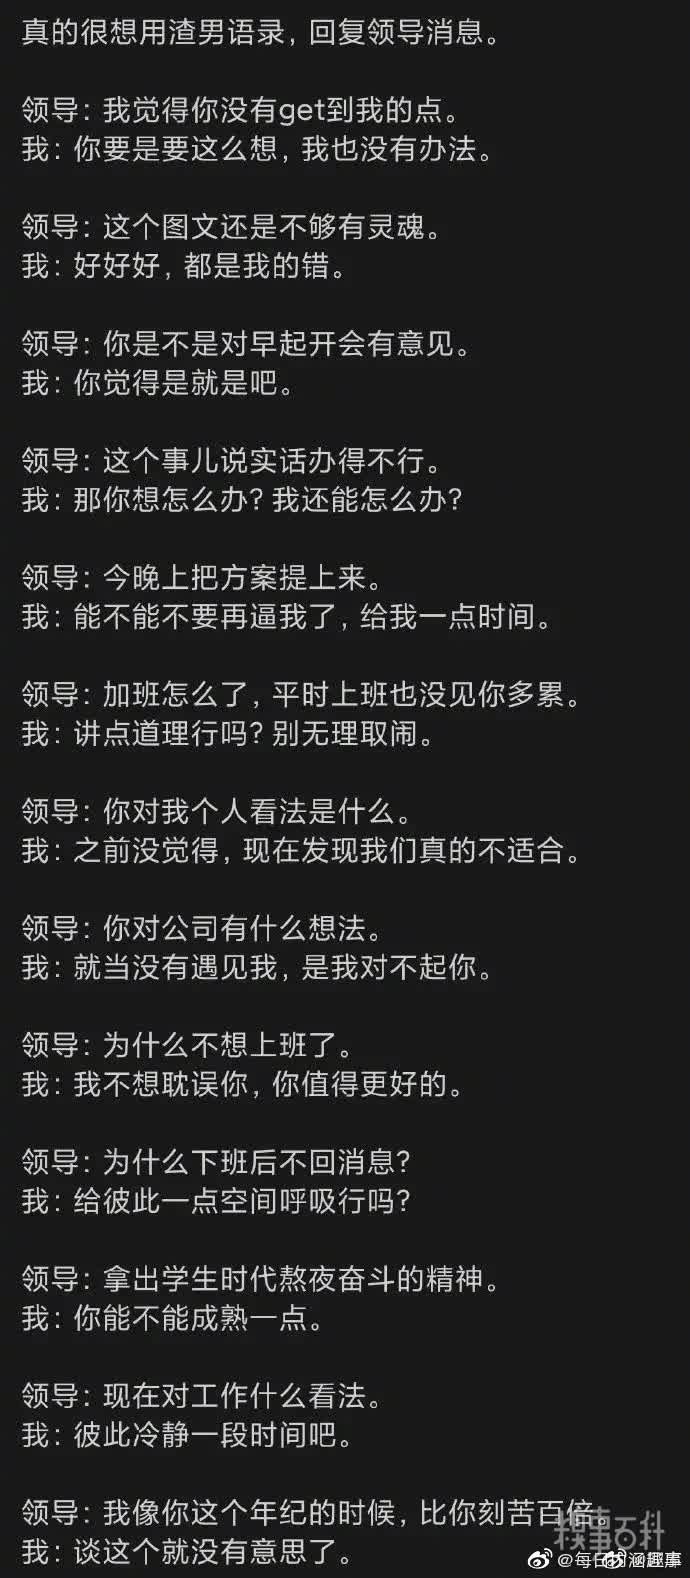 真的很想用渣男语录，回复领导消息。
领导：我觉得你没有get到我的点。
我：你要是要这么想，我也没有办法。
领导：这个图文还是不够有灵魂。
我：好好好，都是我的错。
领导：你是不是对早起开会有意见。
我：你觉得是就是吧。
领导：这个事儿说实话办得不行。
我：那你想怎么办？我还能怎么办？
领导：今晚上把方案提上来。
我：能不能不要再逼我了，给我一点时间。
领导：加班怎么了，平时上班也没见你多累。
我：讲点道理行吗？别无理取闹。
领导：你对我个人看法是什么。
我：之前没觉得，现在发现我们真的不适合。
领导：你对公司有什么想法。
我：就当没有遇见我，是我对不起你。
领导：为什么不想上班了。
我：我不想耽误你，你值得更好的。
领导：为什么下班后不回消息？
我：给彼此一点空间呼吸行吗？
领导：拿出学生时代熬夜奋斗的精神。
我：你能不能成熟一点。
领导：现在对工作什么看法。
我：彼此冷静一段时间吧。
领导：我像你这个年纪的时候，比你刻苦百倍。
我：谈这个就没有意思了。
糗事百科
@每日
涵趣事